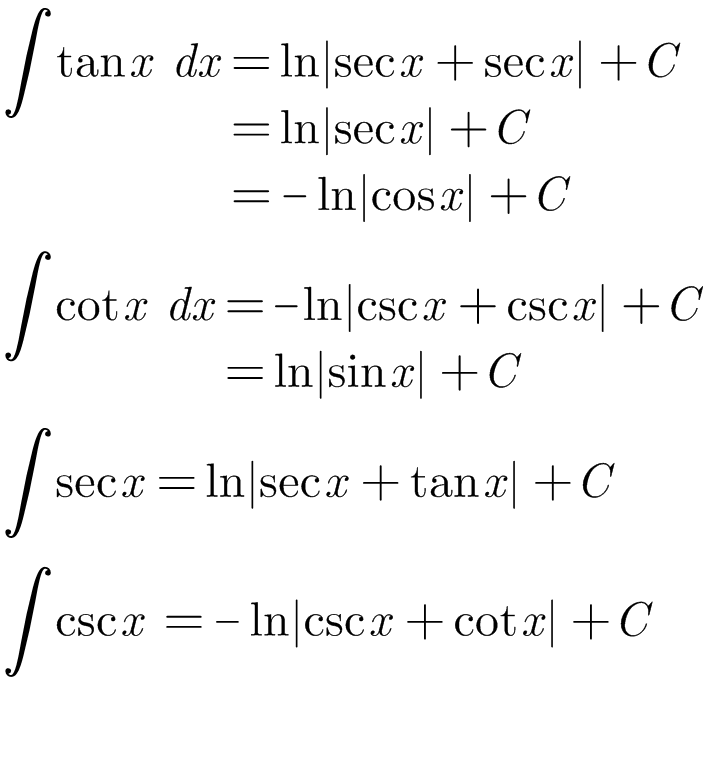 ∫ tan x dx = ln|sec x + sec x| + C
= ln|sec x| + C
= − ln|cos x| + C
∫ cot x dx = −ln|csc x + csc x| + C
= ln|sin x| + C
∫ sec x = ln|sec x + tan x| + C
∫ csc x = − ln|csc x + cot x| + C